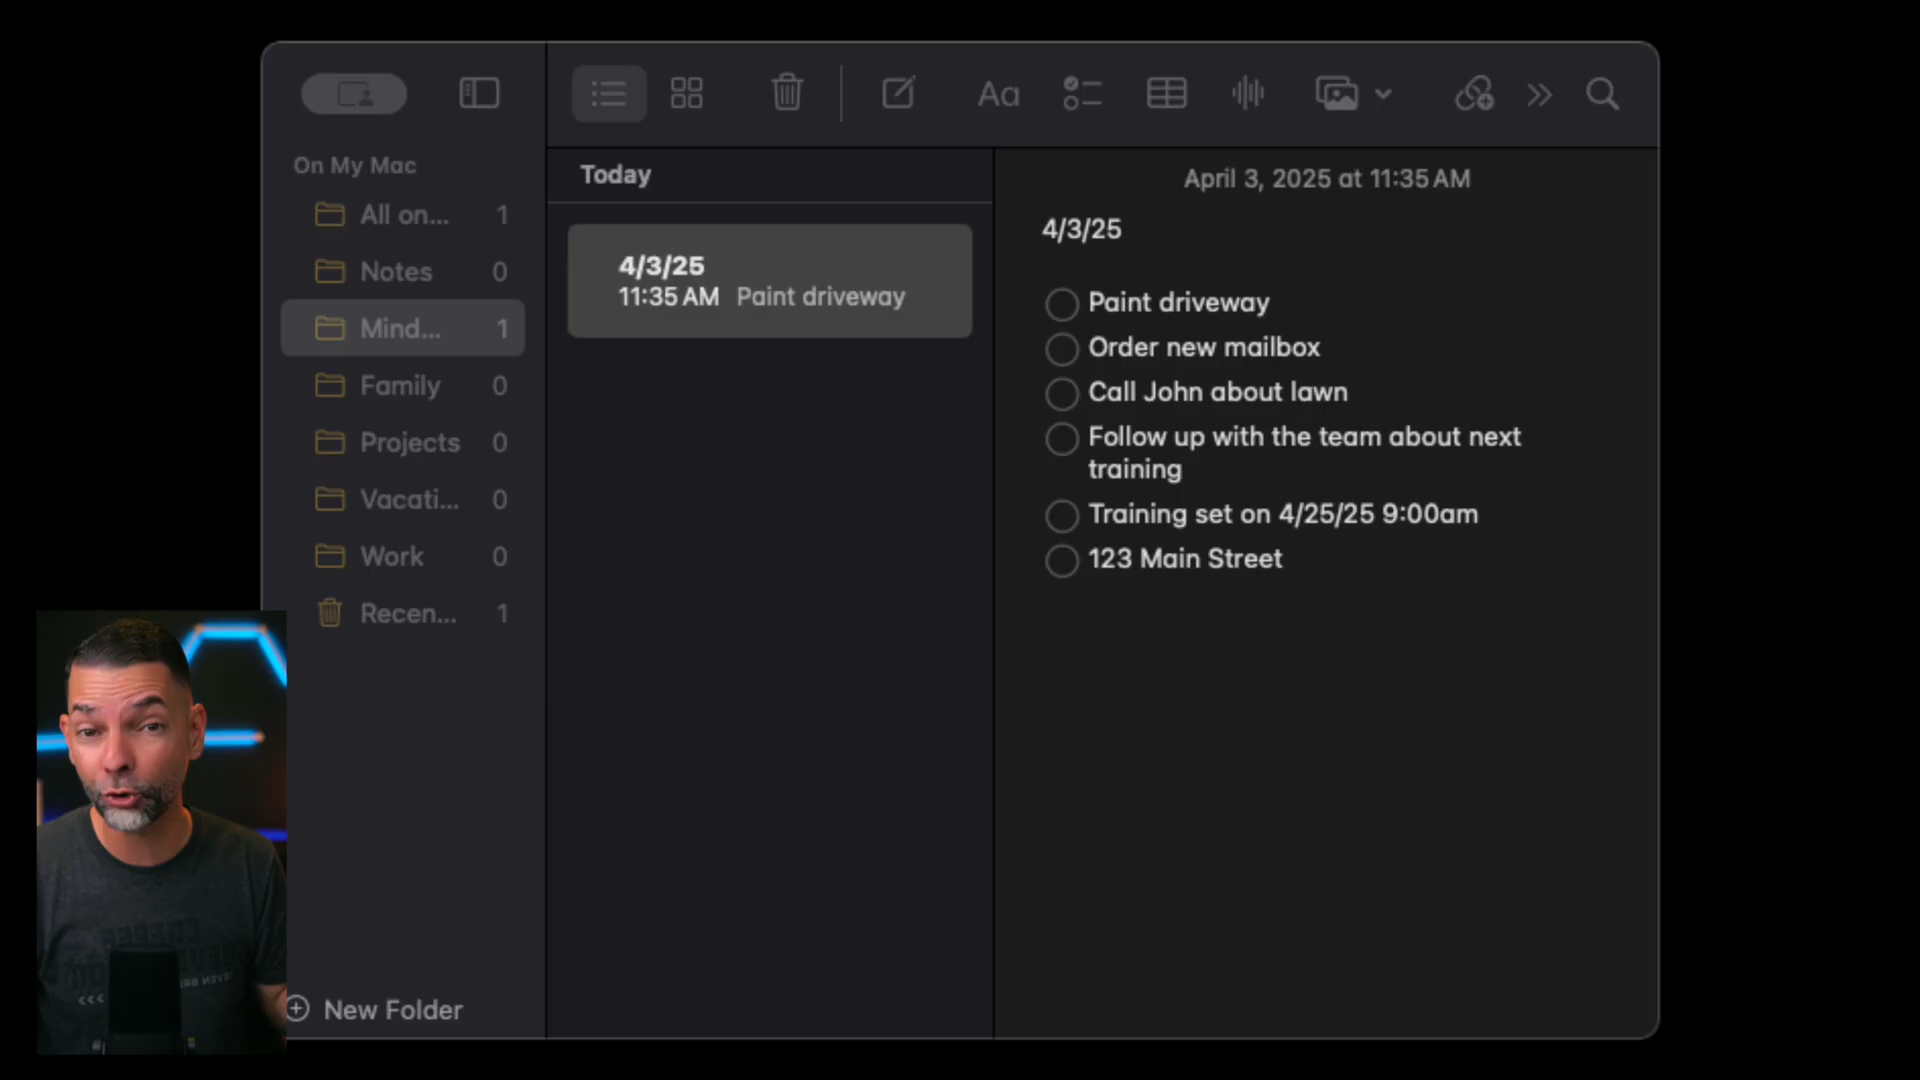 On My Mac
All on... 1
Notes 0
Mind... 1
Family 0
Projects 0
Vacati... 0
Work 0
Recen... 1
New Folder
Aa
Today
4/3/25
11:35 AM Paint driveway
April 3, 2025 at 11:35 AM
4/3/25
Paint driveway
Order new mailbox
Call John about lawn
Follow up with the team about next
training
Training set on 4/25/25 9:00am
123 Main Street